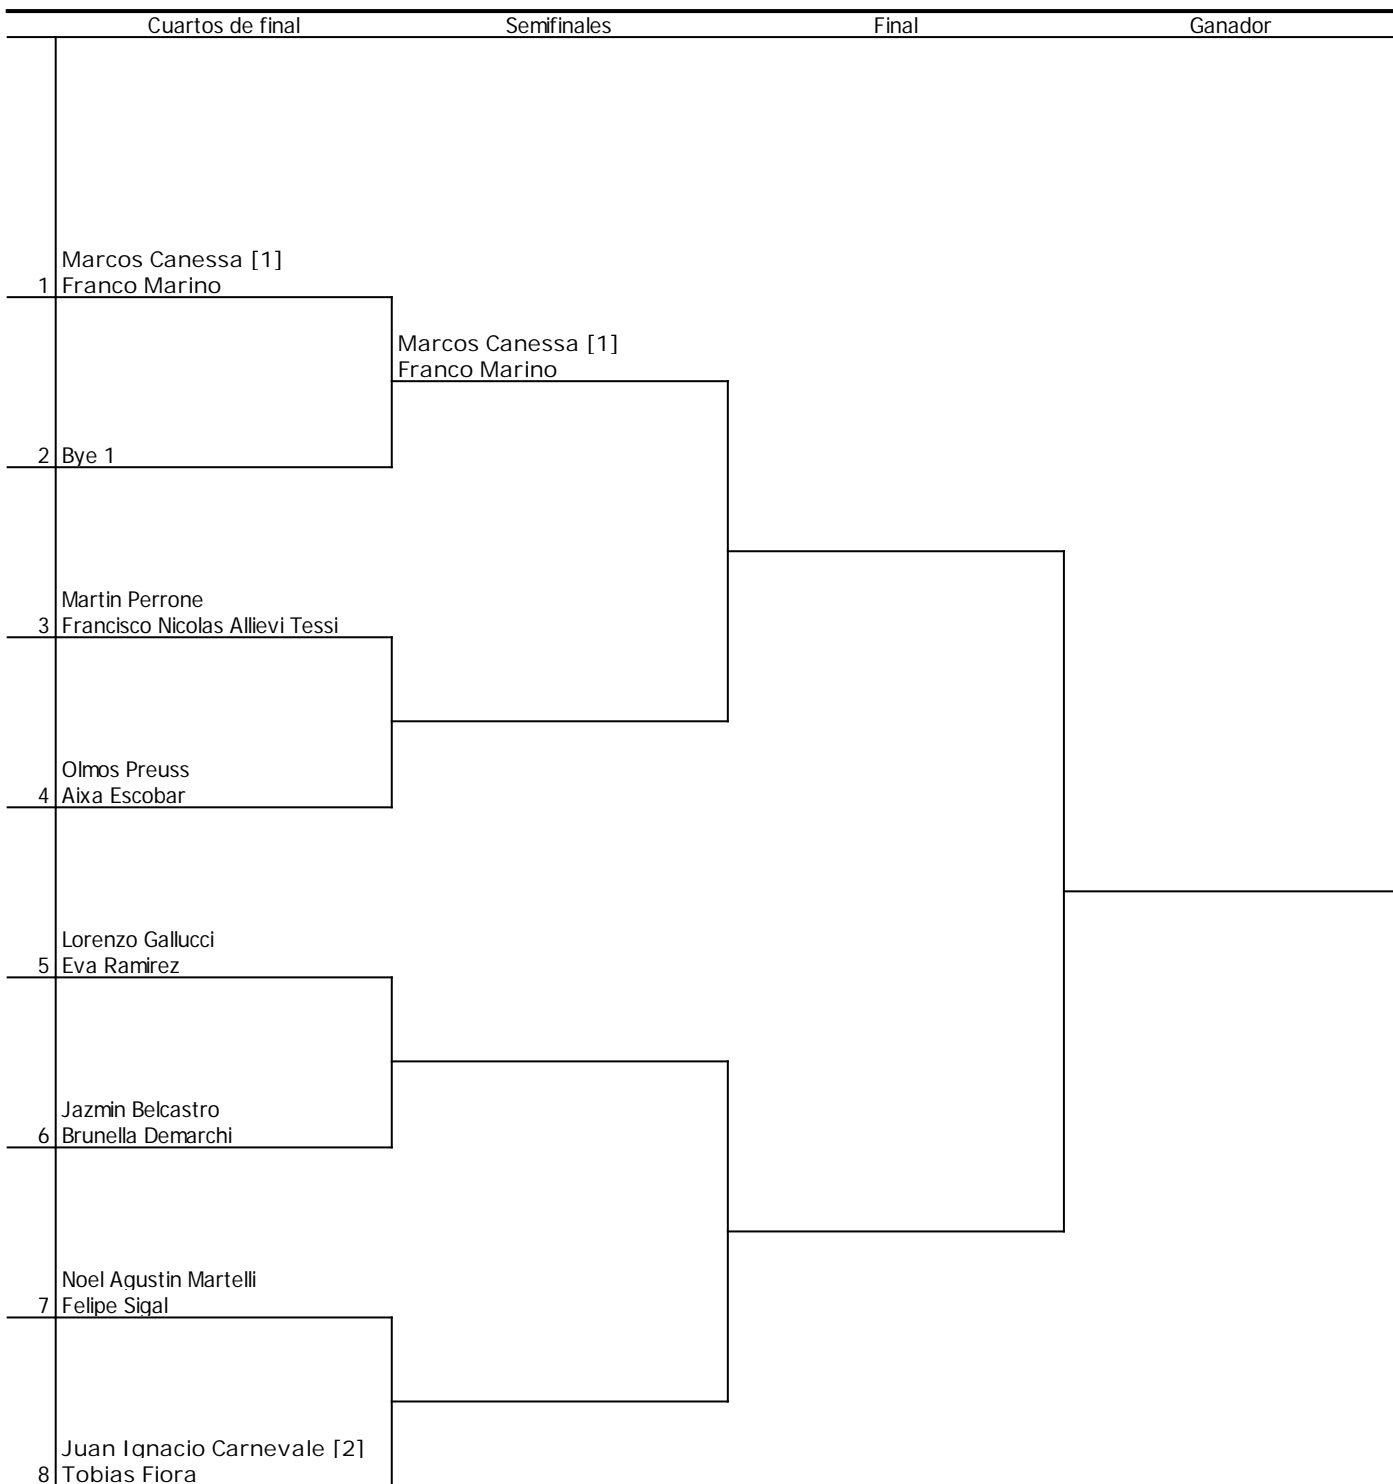 Cuartos de final Semifinales Final Ganador
Marcos Canessa [1]
1 Franco Marino
Marcos Canessa [1]
Franco Marino
2 Bye 1
Martin Perrone
3 Francisco Nicolas Allievi Tessi
Olmos Preuss
4 Aixa Escobar
Lorenzo Gallucci
5 Eva Ramirez
Jazmin Belcastro
6 Brunella Demarchi
Noel Agustin Martelli
7 Felipe Sigal
Juan Ignacio Carnevale [2]
8 Tobias Fiora